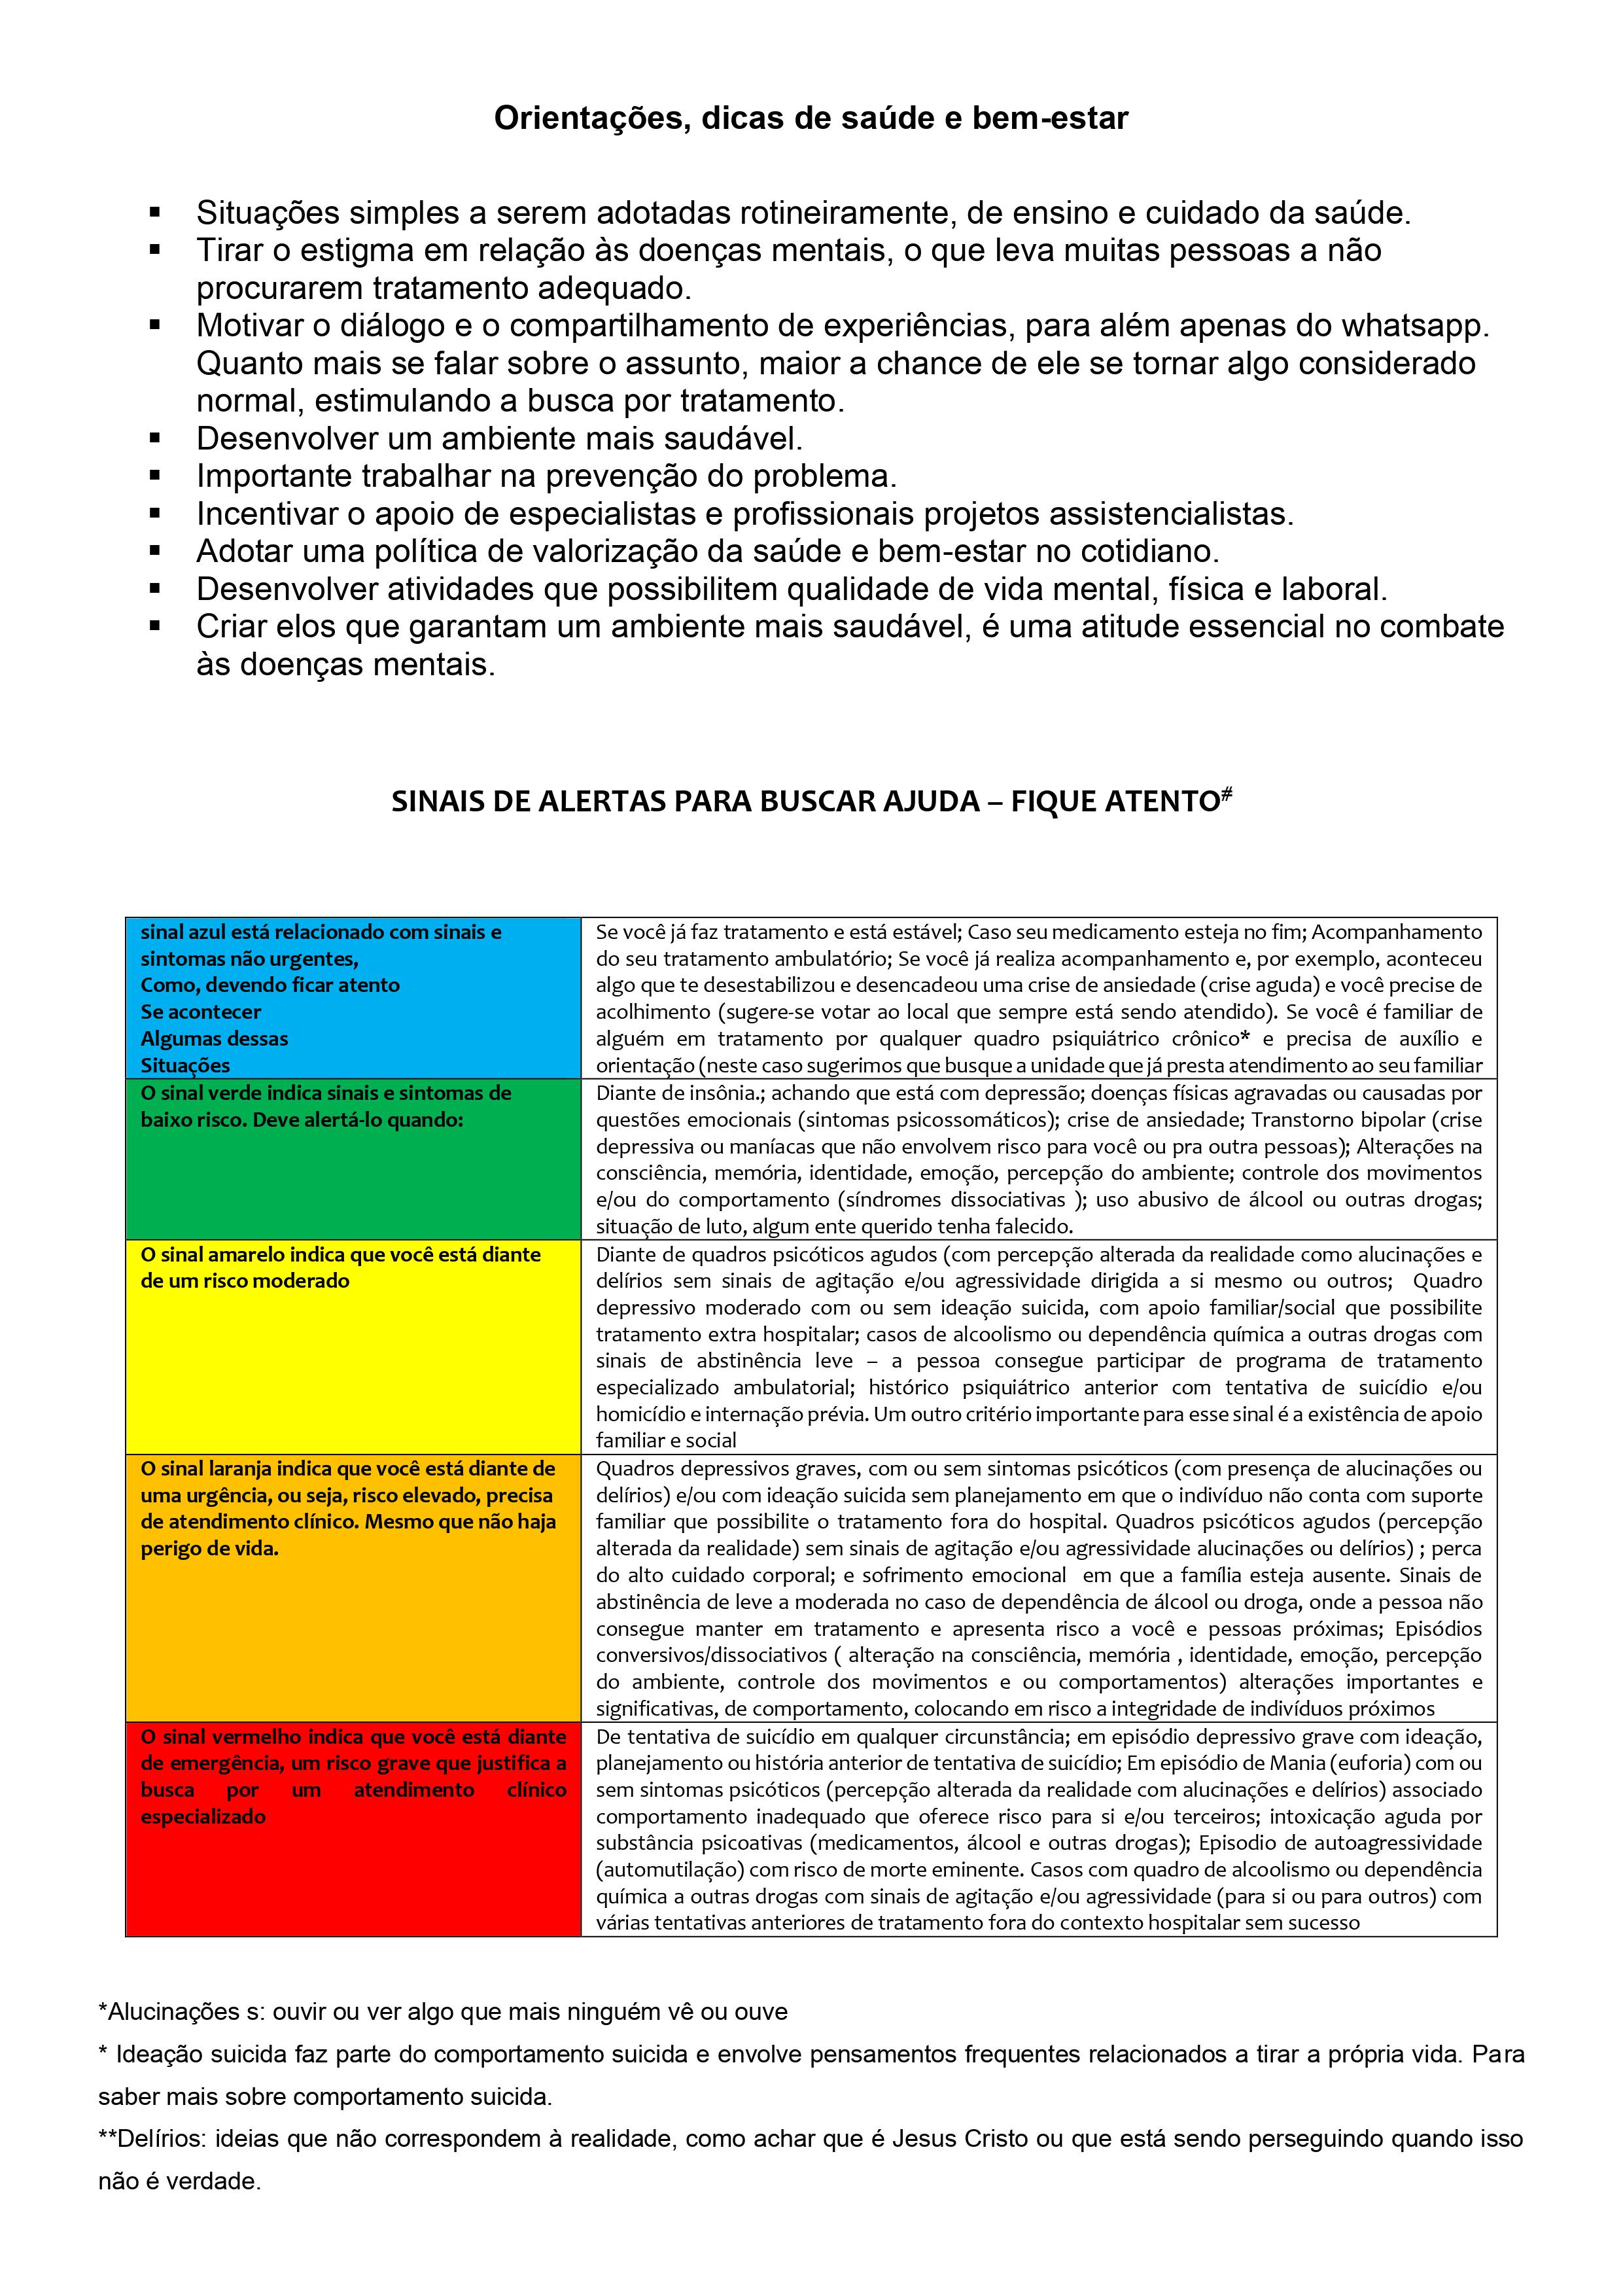 Orientações, dicas de saúde e bem-estar
▪ Situações simples a serem adotadas rotineiramente, de ensino e cuidado da saúde.
▪ Tirar o estigma em relação às doenças mentais, o que leva muitas pessoas a não
procurarem tratamento adequado.
▪ Motivar o diálogo e o compartilhamento de experiências, para além apenas do whatsapp.
Quanto mais se falar sobre o assunto, maior a chance de ele se tornar algo considerado
normal, estimulando a busca por tratamento.
▪ Desenvolver um ambiente mais saudável.
▪ Importante trabalhar na prevenção do problema.
▪ Incentivar o apoio de especialistas e profissionais projetos assistencialistas.
▪ Adotar uma política de valorização da saúde e bem-estar no cotidiano.
▪ Desenvolver atividades que possibilitem qualidade de vida mental, física e laboral.
▪ Criar elos que garantam um ambiente mais saudável, é uma atitude essencial no combate
às doenças mentais.
SINAIS DE ALERTAS PARA BUSCAR AJUDA – FIQUE ATENTO#
sinal azul está relacionado com sinais e
sintomas não urgentes,
Como, devendo ficar atento
Se acontecer
Algumas dessas
Situações
Se você já faz tratamento e está estável; Caso seu medicamento esteja no fim; Acompanhamento
do seu tratamento ambulatório; Se você já realiza acompanhamento e, por exemplo, aconteceu
algo que te desestabilizou e desencadeou uma crise de ansiedade (crise aguda) e você precise de
acolhimento (sugere-se votar ao local que sempre está sendo atendido). Se você é familiar de
alguém em tratamento por qualquer quadro psiquiátrico crônico* e precisa de auxílio e
orientação (neste caso sugerimos que busque a unidade que já presta atendimento ao seu familiar
O sinal verde indica sinais e sintomas de
baixo risco. Deve alertá-lo quando:
Diante de insônia.; achando que está com depressão; doenças físicas agravadas ou causadas por
questões emocionais (sintomas psicossomáticos); crise de ansiedade; Transtorno bipolar (crise
depressiva ou maníacas que não envolvem risco para você ou pra outra pessoas); Alterações na
consciência, memória, identidade, emoção, percepção do ambiente; controle dos movimentos
e/ou do comportamento (síndromes dissociativas ); uso abusivo de álcool ou outras drogas;
situação de luto, algum ente querido tenha falecido.
O sinal amarelo indica que você está diante
de um risco moderado
Diante de quadros psicóticos agudos (com percepção alterada da realidade como alucinações e
delírios sem sinais de agitação e/ou agressividade dirigida a si mesmo ou outros; Quadro
depressivo moderado com ou sem ideação suicida, com apoio familiar/social que possibilite
tratamento extra hospitalar; casos de alcoolismo ou dependência química a outras drogas com
sinais de abstinência leve – a pessoa consegue participar de programa de tratamento
especializado ambulatorial; histórico psiquiátrico anterior com tentativa de suicídio e/ou
homicídio e internação prévia. Um outro critério importante para esse sinal é a existência de apoio
familiar e social
O sinal laranja indica que você está diante de
uma urgência, ou seja, risco elevado, precisa
de atendimento clínico. Mesmo que não haja
perigo de vida.
Quadros depressivos graves, com ou sem sintomas psicóticos (com presença de alucinações ou
delírios) e/ou com ideação suicida sem planejamento em que o indivíduo não conta com suporte
familiar que possibilite o tratamento fora do hospital. Quadros psicóticos agudos (percepção
alterada da realidade) sem sinais de agitação e/ou agressividade alucinações ou delírios) ; perca
do alto cuidado corporal; e sofrimento emocional em que a família esteja ausente. Sinais de
abstinência de leve a moderada no caso de dependência de álcool ou droga, onde a pessoa não
consegue manter em tratamento e apresenta risco a você e pessoas próximas; Episódios
conversivos/dissociativos ( alteração na consciência, memória , identidade, emoção, percepção
do ambiente, controle dos movimentos e ou comportamentos) alterações importantes e
significativas, de comportamento, colocando em risco a integridade de indivíduos próximos
O sinal vermelho indica que você está diante
de emergência, um risco grave que justifica a
busca por um atendimento clínico
especializado
De tentativa de suicídio em qualquer circunstância; em episódio depressivo grave com ideação,
planejamento ou história anterior de tentativa de suicídio; Em episódio de Mania (euforia) com ou
sem sintomas psicóticos (percepção alterada da realidade com alucinações e delírios) associado
comportamento inadequado que oferece risco para si e/ou terceiros; intoxicação aguda por
substância psicoativas (medicamentos, álcool e outras drogas); Episodio de autoagressividade
(automutilação) com risco de morte eminente. Casos com quadro de alcoolismo ou dependência
química a outras drogas com sinais de agitação e/ou agressividade (para si ou para outros) com
várias tentativas anteriores de tratamento fora do contexto hospitalar sem sucesso
*Alucinações s: ouvir ou ver algo que mais ninguém vê ou ouve
* Ideação suicida faz parte do comportamento suicida e envolve pensamentos frequentes relacionados a tirar a própria vida. Para
saber mais sobre comportamento suicida.
**Delírios: ideias que não correspondem à realidade, como achar que é Jesus Cristo ou que está sendo perseguindo quando isso
não é verdade.